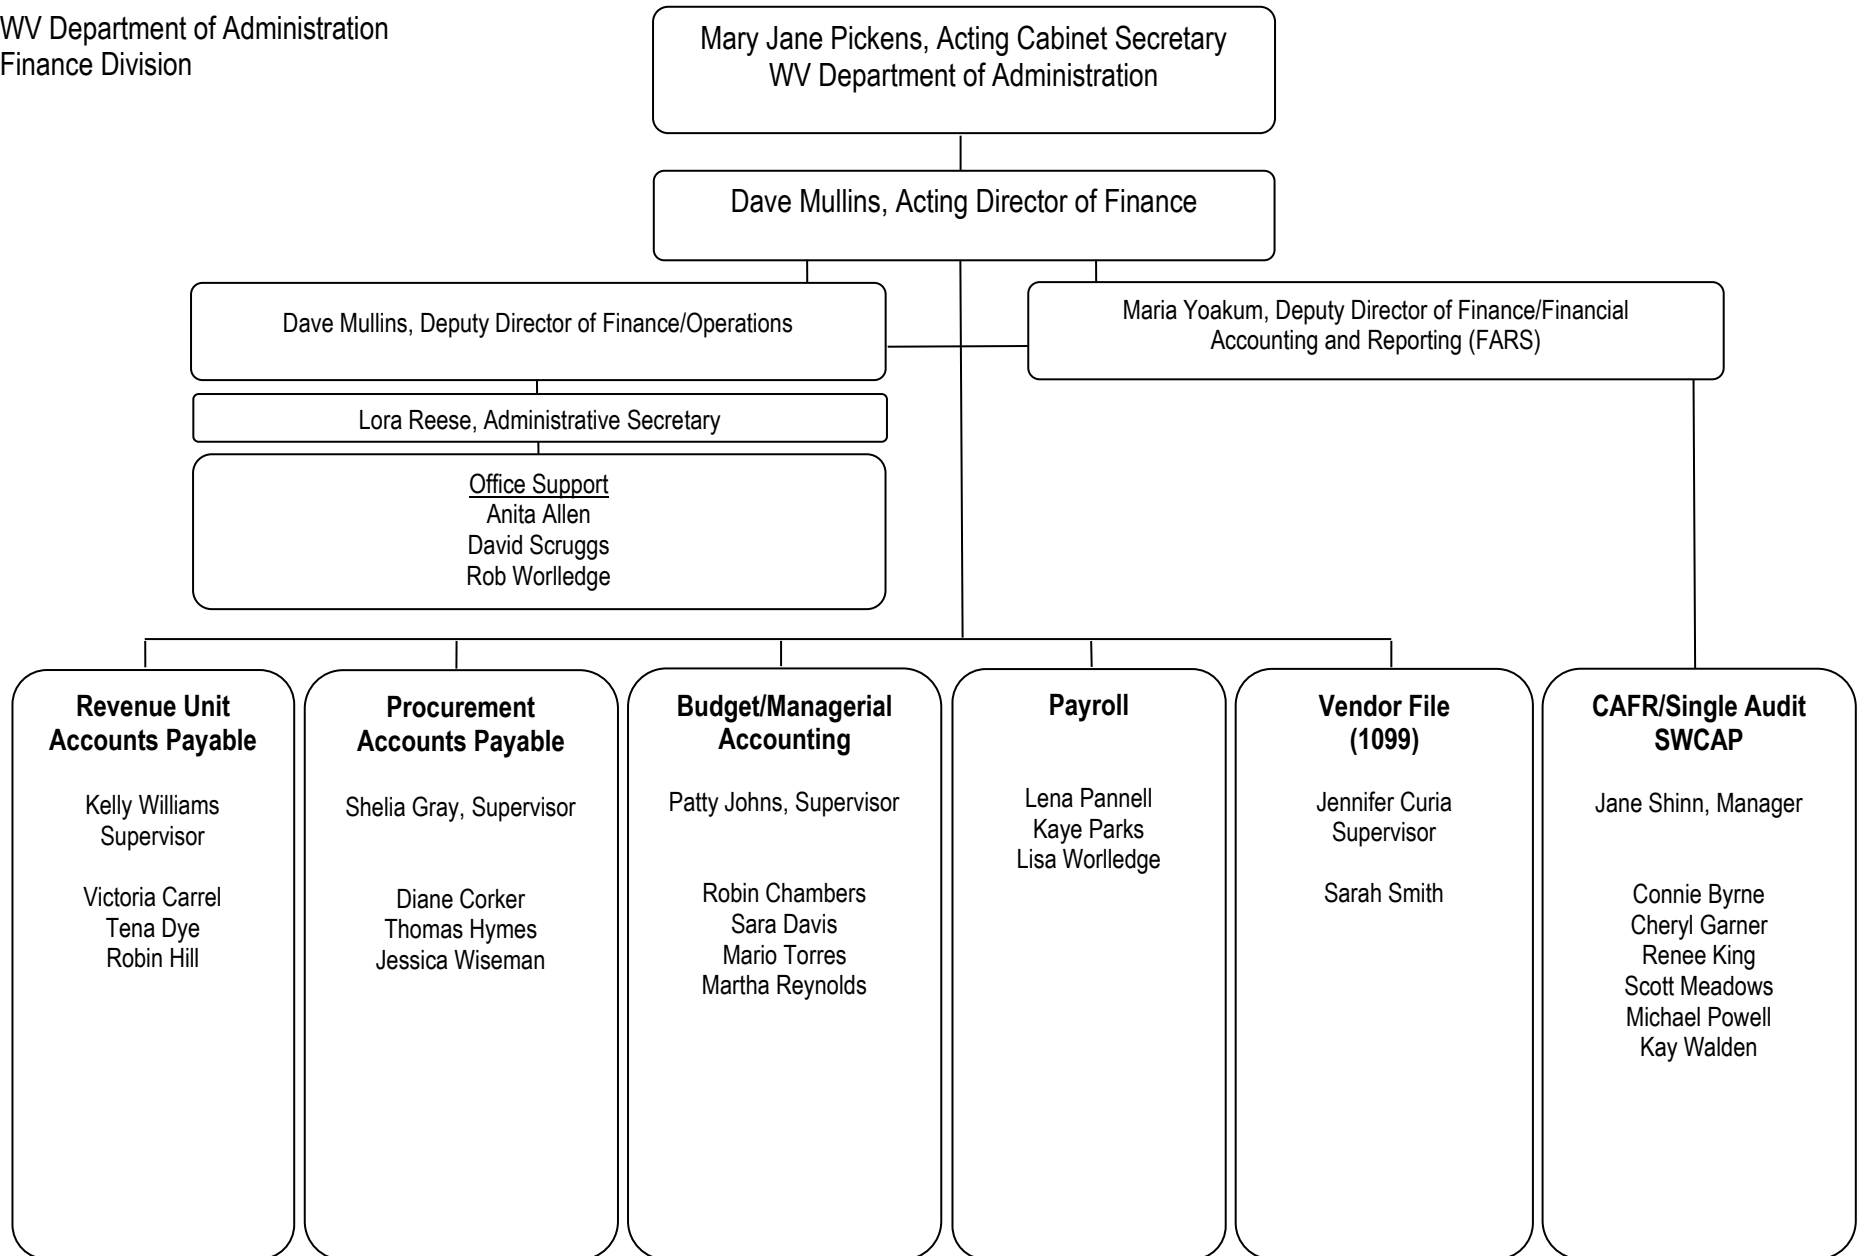 WV Department of Administration
Finance Division
Mary Jane Pickens, Acting Cabinet Secretary
WV Department of Administration
Dave Mullins, Acting Director of Finance
Dave Mullins, Deputy Director of Finance/Operations
Maria Yoakum, Deputy Director of Finance/Financial
Accounting and Reporting (FARS)
Lora Reese, Administrative Secretary
Office Support
Anita Allen
David Scruggs
Rob Worlledge
Revenue Unit
Accounts Payable
Kelly Williams
Supervisor
Victoria Carrel
Tena Dye
Robin Hill
Procurement
Accounts Payable
Shelia Gray, Supervisor
Diane Corker
Thomas Hymes
Jessica Wiseman
Budget/Managerial
Accounting
Patty Johns, Supervisor
Robin Chambers
Sara Davis
Mario Torres
Martha Reynolds
Payroll
Lena Pannell
Kaye Parks
Lisa Worlledge
Vendor File
(1099)
Jennifer Curia
Supervisor
Sarah Smith
CAFR/Single Audit
SWCAP
Jane Shinn, Manager
Connie Byrne
Cheryl Garner
Renee King
Scott Meadows
Michael Powell
Kay Walden